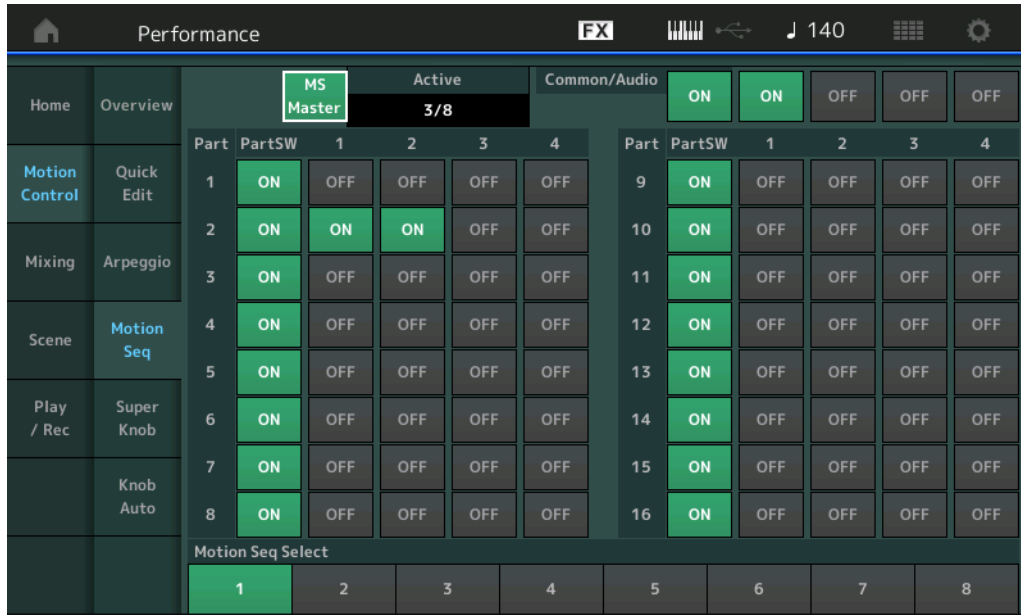 Performance FX 140
MS Master Active Common/Audio ON ON OFF OFF OFF
3/8
Home Overview
Part PartSW 1 2 3 4 Part PartSW 1 2 3 4
Motion Control Quick Edit
1 ON OFF OFF OFF OFF 9 ON OFF OFF OFF OFF
2 ON ON ON OFF OFF 10 ON OFF OFF OFF OFF
Mixing Arpeggio
3 ON OFF OFF OFF OFF 11 ON OFF OFF OFF OFF
Scene Motion Seq
4 ON OFF OFF OFF OFF 12 ON OFF OFF OFF OFF
5 ON OFF OFF OFF OFF 13 ON OFF OFF OFF OFF
Play / Rec Super Knob
6 ON OFF OFF OFF OFF 14 ON OFF OFF OFF OFF
7 ON OFF OFF OFF OFF 15 ON OFF OFF OFF OFF
Knob Auto
8 ON OFF OFF OFF OFF 16 ON OFF OFF OFF OFF
Motion Seq Select
1 2 3 4 5 6 7 8